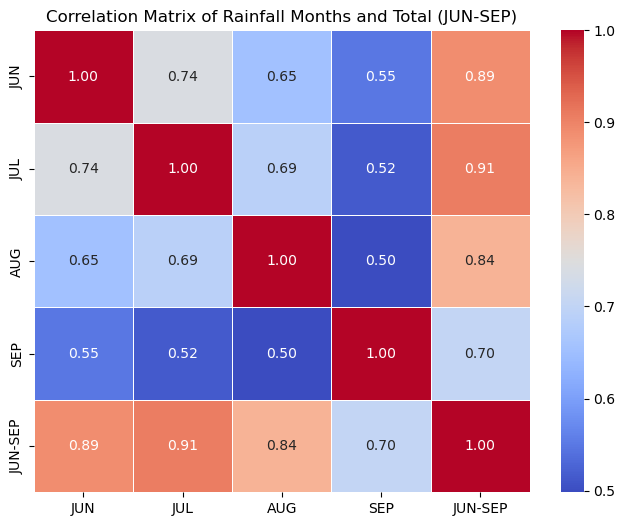 Correlation Matrix of Rainfall Months and Total (JUN-SEP)
JUN 1.00 0.74 0.65 0.55 0.89
JUL 0.74 1.00 0.69 0.52 0.91
AUG 0.65 0.69 1.00 0.50 0.84
SEP 0.55 0.52 0.50 1.00 0.70
JUN-SEP 0.89 0.91 0.84 0.70 1.00
JUN JUL AUG SEP JUN-SEP
1.0
0.9
0.8
0.7
0.6
0.5